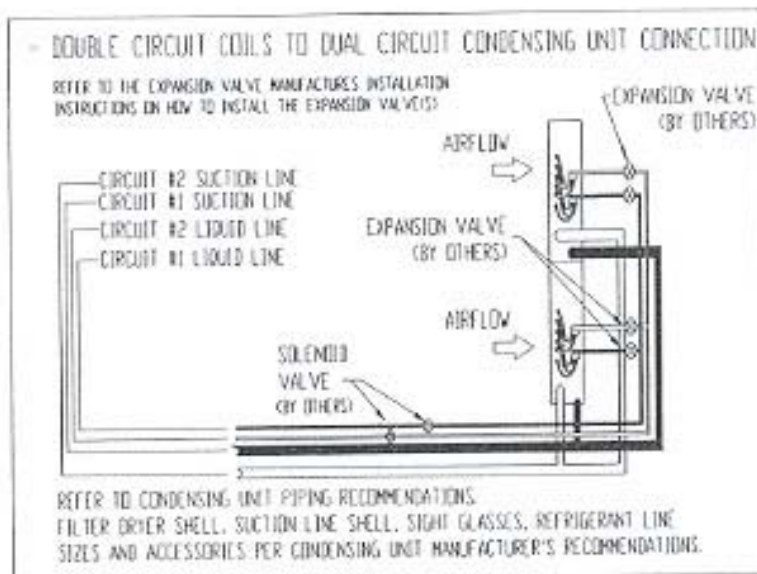 DOUBLE CIRCUIT COILS TO DUAL CIRCUIT CONDENSING UNIT CONNECTION
REFER TO THE EXPANSION VALVE MANUFACTURES INSTALLATION
INSTRUCTIONS ON HOW TO INSTALL THE EXPANSION VALVE(S)
EXPANSION VALVE
(BY OTHERS)
AIRFLOW
CIRCUIT #2 SUCTION LINE
CIRCUIT #1 SUCTION LINE
CIRCUIT #2 LIQUID LINE
CIRCUIT #1 LIQUID LINE
EXPANSION VALVE
(BY OTHERS)
AIRFLOW
SOLENOID
VALVE
(BY OTHERS)
REFER TO CONDENSING UNIT PIPING RECOMMENDATIONS.
FILTER DRYER SHELL, SUCTION LINE SHELL, SIGHT GLASSES, REFRIGERANT LINE
SIZES AND ACCESSORIES PER CONDENSING UNIT MANUFACTURER'S RECOMMENDATIONS.